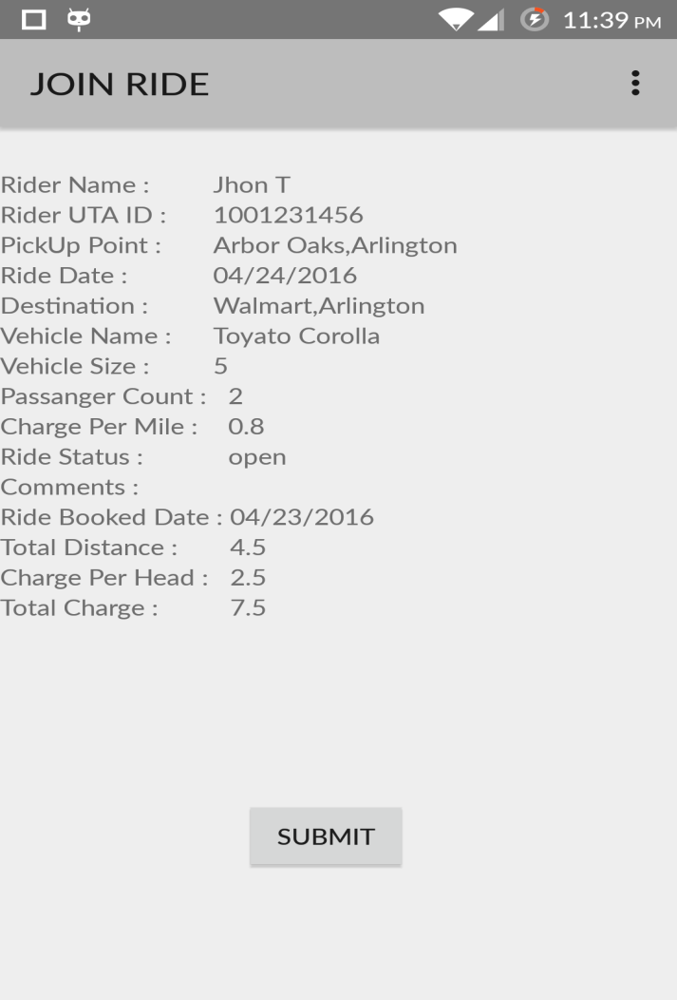 11:39 PM
JOIN RIDE
Rider Name : Jhon T
Rider UTA ID : 1001231456
PickUp Point : Arbor Oaks,Arlington
Ride Date : 04/24/2016
Destination : Walmart,Arlington
Vehicle Name : Toyato Corolla
Vehicle Size : 5
Passanger Count : 2
Charge Per Mile : 0.8
Ride Status : open
Comments :
Ride Booked Date : 04/23/2016
Total Distance : 4.5
Charge Per Head : 2.5
Total Charge : 7.5
SUBMIT